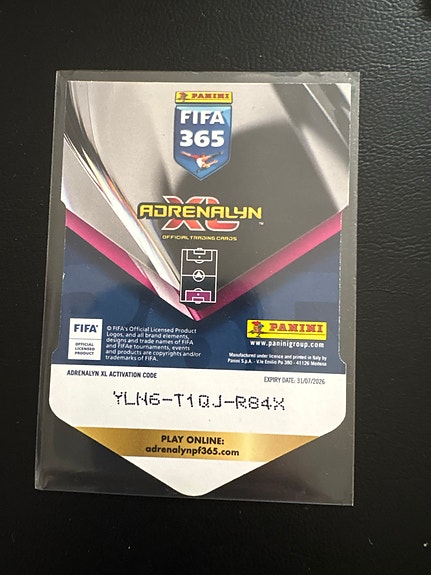 PANINI
FIFA
365
ADRENALYN
XL™
OFFICIAL TRADING CARDS
FIFA®
OFFICIAL
LICENSED
PRODUCT
© FIFA's Official Licensed Product
Logos, and all brand elements,
designs and trade names of FIFA
and FIFA tournaments, events
and products are copyrights and/or
trademarks of FIFA.
PANINI
www.paninigroup.com
Manufactured under licence and printed in Italy by
Panini S.p.A. - V.le Emilio Po 380 - 41126 Modena
ADRENALYN XL ACTIVATION CODE
EXPIRY DATE: 31/07/2026
YLN6-T1QJ-R84X
PLAY ONLINE:
adrenalynpf365.com